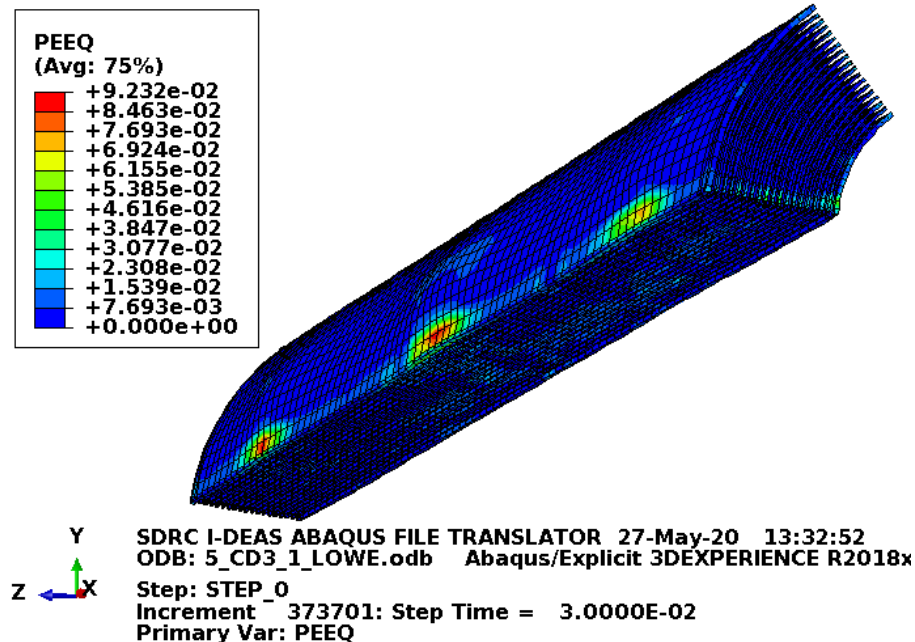 PEEQ
(Avg: 75%)
+9.232e-02
+8.463e-02
+7.693e-02
+6.924e-02
+6.155e-02
+5.385e-02
+4.616e-02
+3.847e-02
+3.077e-02
+2.308e-02
+1.539e-02
+7.693e-03
+0.000e+00
Y
Z X
SDRC I-DEAS ABAQUS FILE TRANSLATOR 27-May-20 13:32:52
ODB: 5_CD3_1_LOWE.odb Abaqus/Explicit 3DEXPERIENCE R2018x
Step: STEP_0
Increment 373701: Step Time = 3.0000E-02
Primary Var: PEEQ